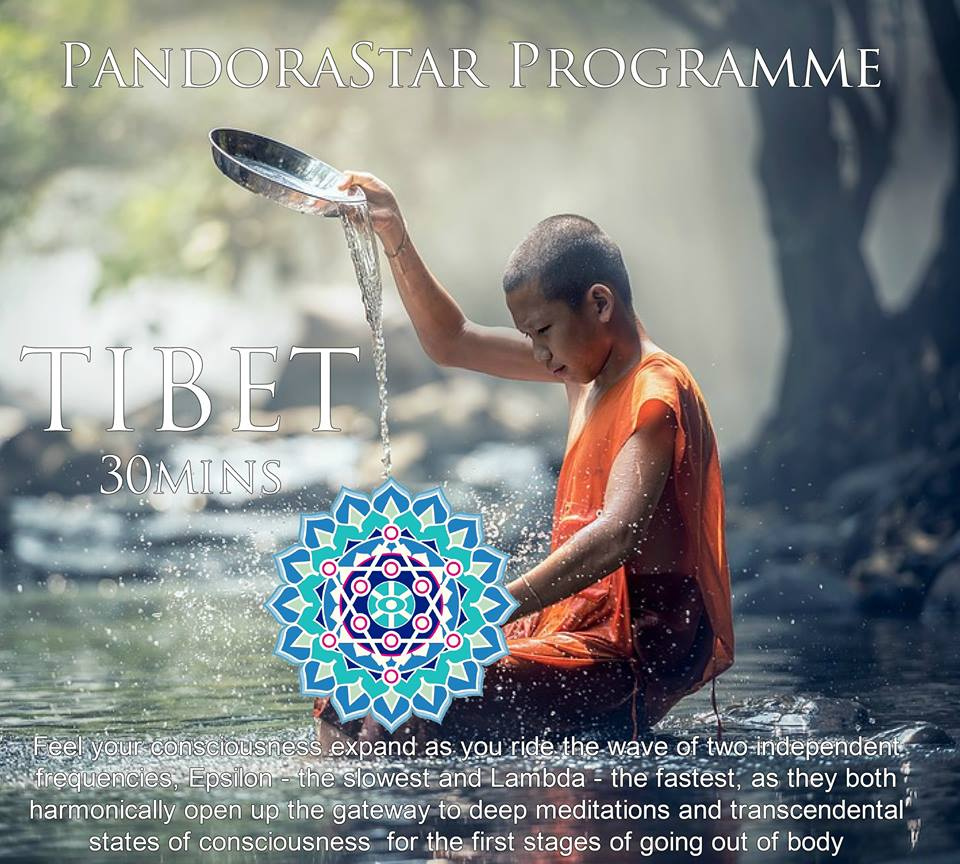 PANDORASTAR PROGRAMME
TIBET
30MINS
Feel your consciousness expand as you ride the wave of two independent
frequencies, Epsilon - the slowest and Lambda - the fastest, as they both
harmonically open up the gateway to deep meditations and transcendental
states of consciousness  for the first stages of going out of body